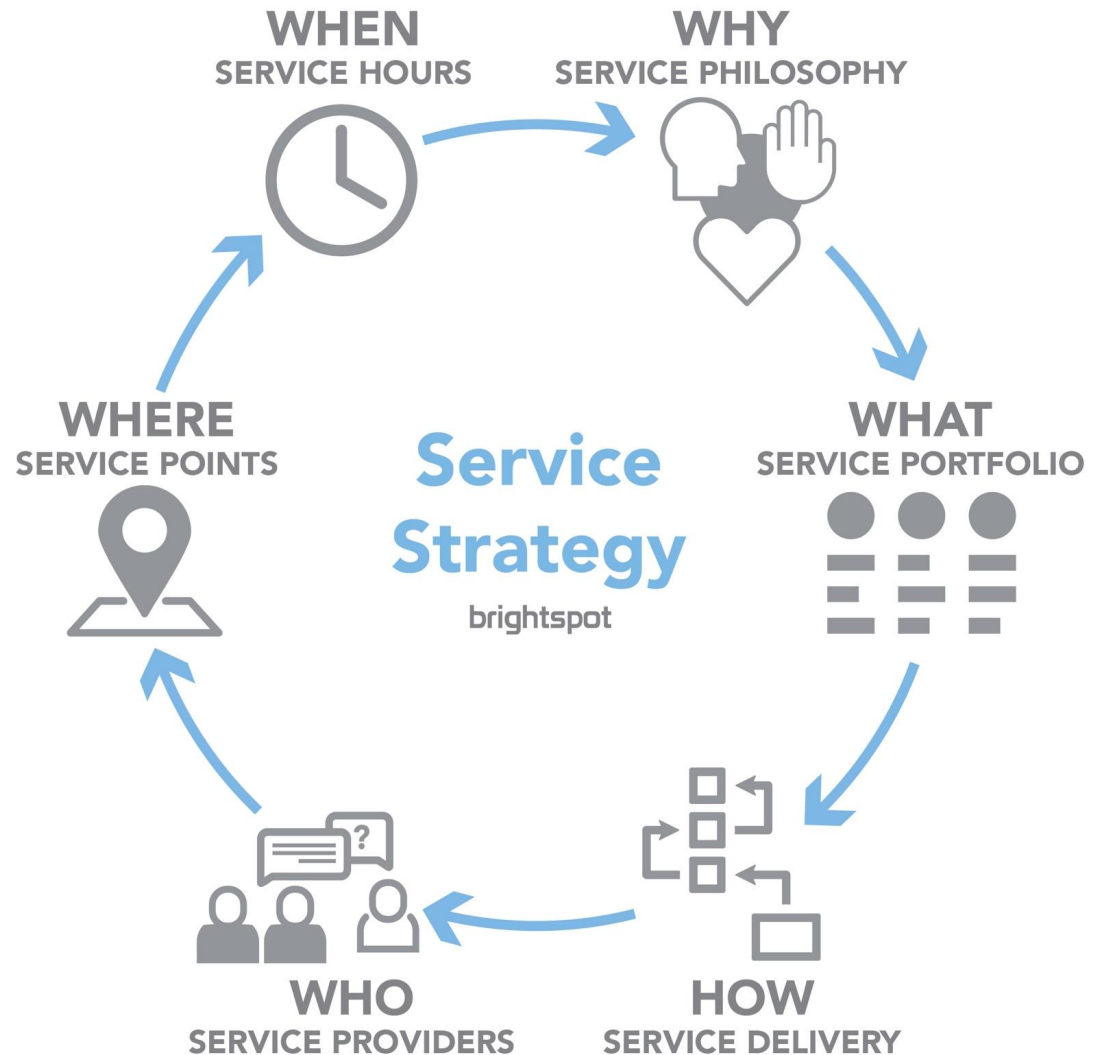 WHEN
SERVICE HOURS
WHY
SERVICE PHILOSOPHY
WHERE
SERVICE POINTS
Service
Strategy
brightspot
WHAT
SERVICE PORTFOLIO
?
WHO
SERVICE PROVIDERS
HOW
SERVICE DELIVERY